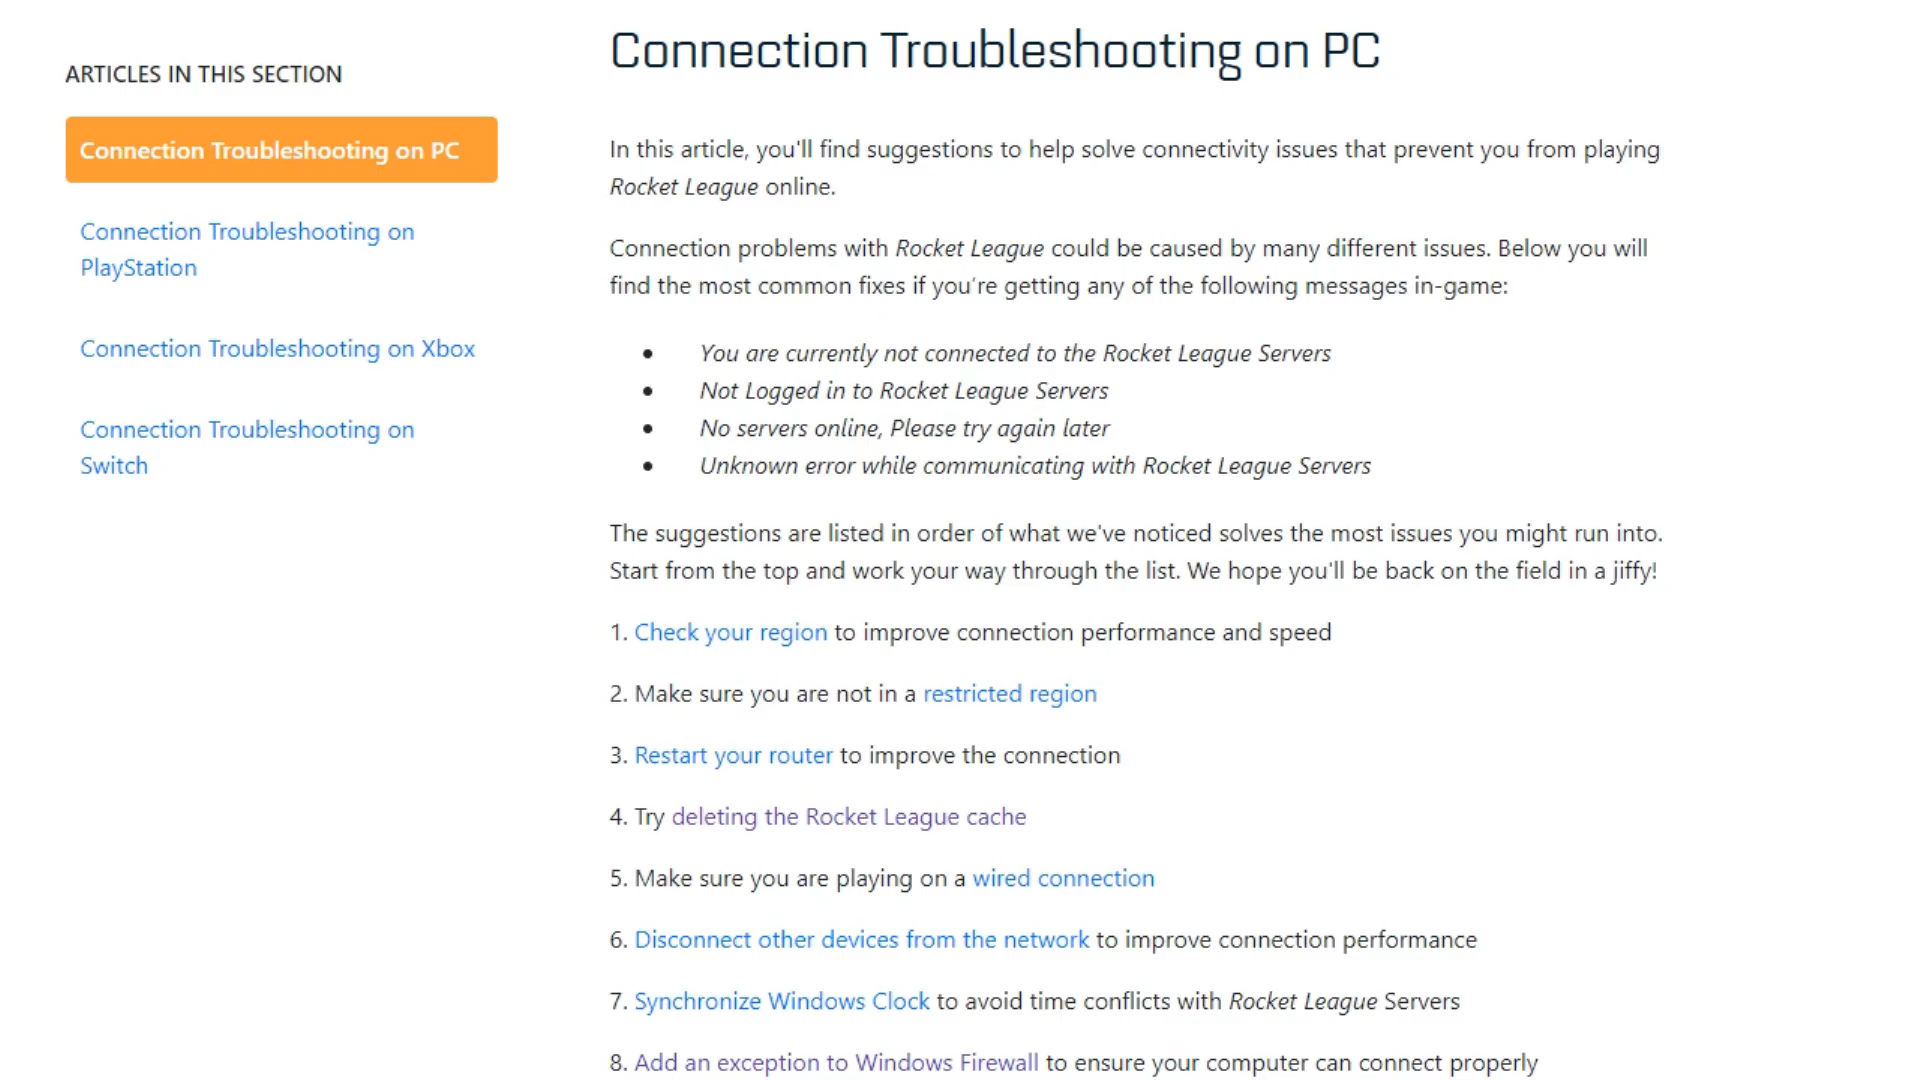 ARTICLES IN THIS SECTION
Connection Troubleshooting on PC
Connection Troubleshooting on
PlayStation
Connection Troubleshooting on Xbox
Connection Troubleshooting on
Switch
Connection Troubleshooting on PC
In this article, you'll find suggestions to help solve connectivity issues that prevent you from playing
Rocket League online.
Connection problems with Rocket League could be caused by many different issues. Below you will
find the most common fixes if you’re getting any of the following messages in-game:
• You are currently not connected to the Rocket League Servers
• Not Logged in to Rocket League Servers
• No servers online, Please try again later
• Unknown error while communicating with Rocket League Servers
The suggestions are listed in order of what we've noticed solves the most issues you might run into.
Start from the top and work your way through the list. We hope you'll be back on the field in a jiffy!
1. Check your region to improve connection performance and speed
2. Make sure you are not in a restricted region
3. Restart your router to improve the connection
4. Try deleting the Rocket League cache
5. Make sure you are playing on a wired connection
6. Disconnect other devices from the network to improve connection performance
7. Synchronize Windows Clock to avoid time conflicts with Rocket League Servers
8. Add an exception to Windows Firewall to ensure your computer can connect properly